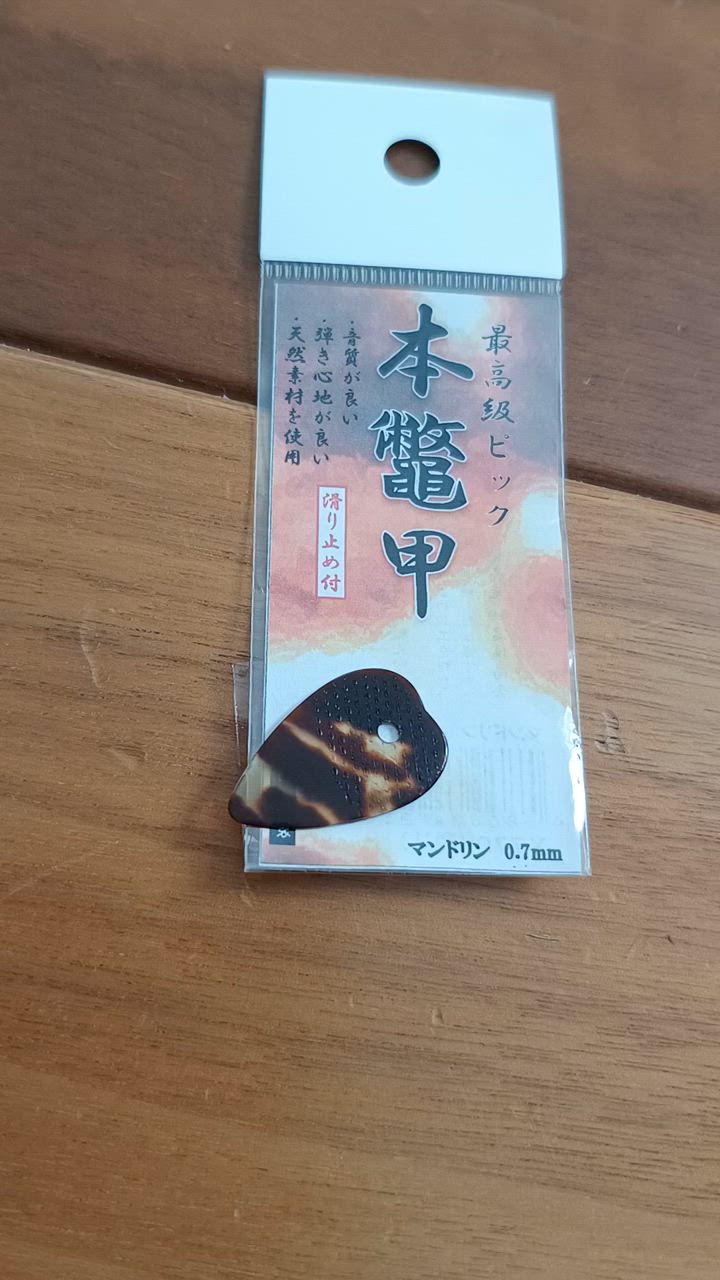 最高級ピック
本鼈甲
・音質が良い
・弾き心地が良い
・天然素材を使用
滑り止め付
マンドリン 0.7mm